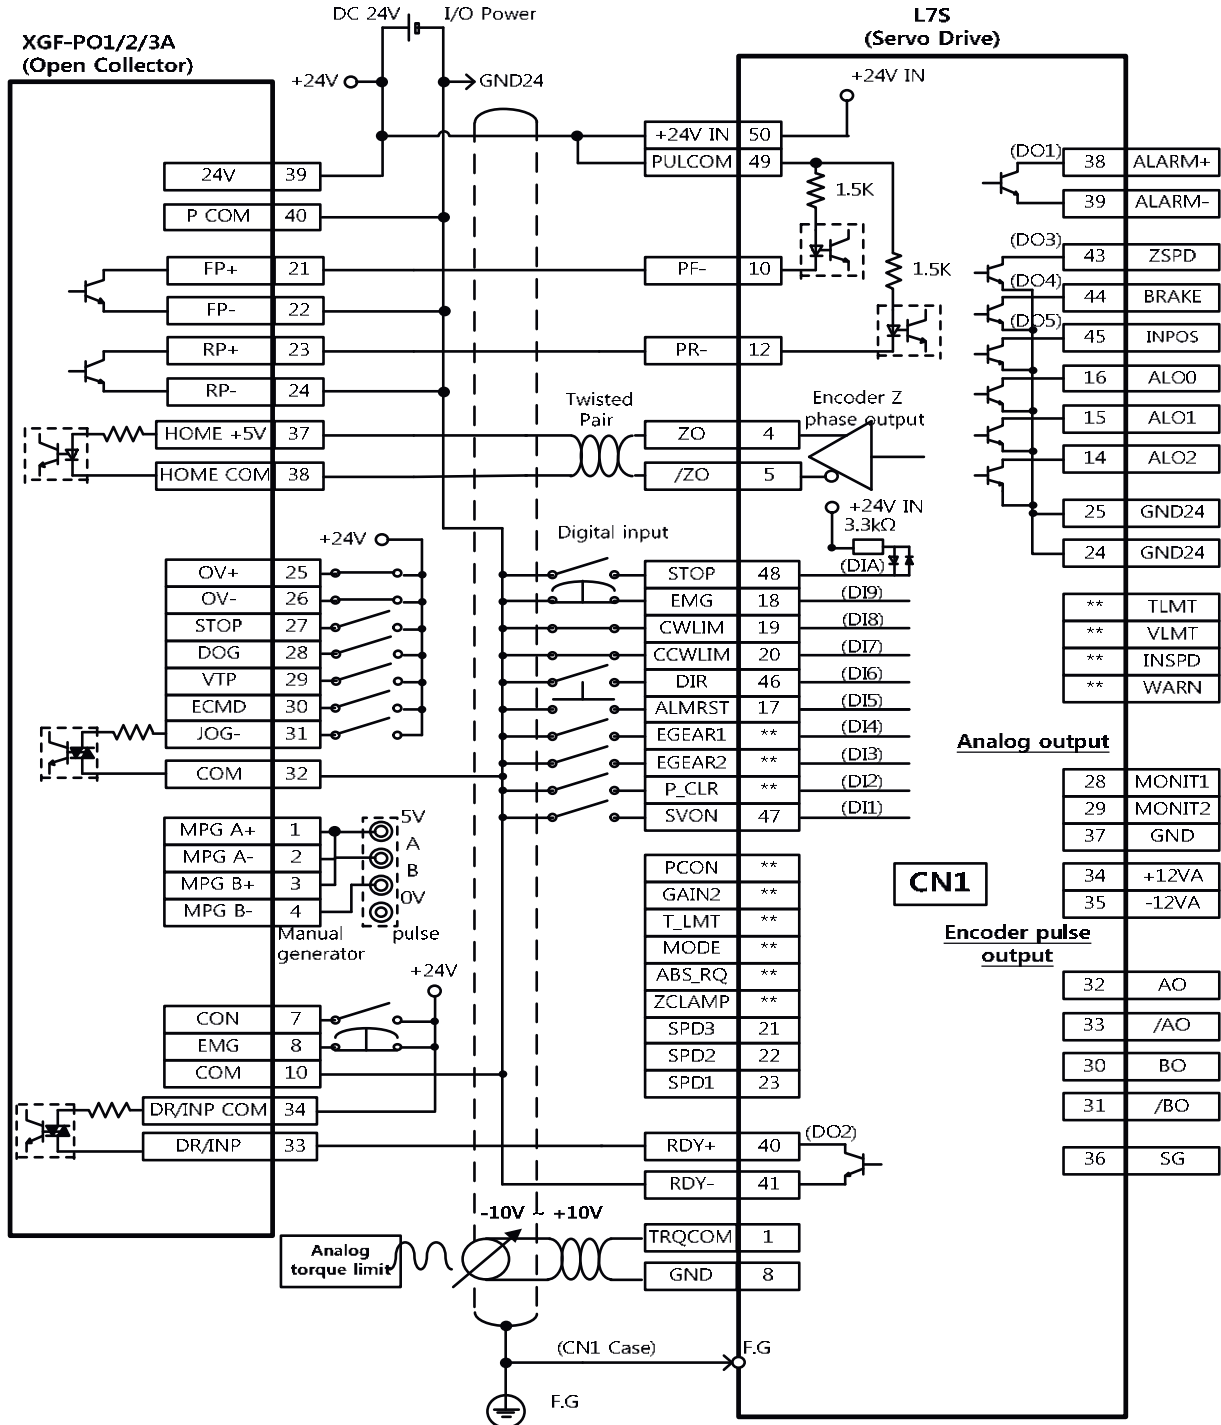 DC 24V
I/O Power
XGF-PO1/2/3A
(Open Collector)
L7S
(Servo Drive)
+24V
GND24
+24V IN
24V 39
P COM 40
FP+ 21
FP- 22
RP+ 23
RP- 24
HOME +5V 37
HOME COM 38
+24V
OV+ 25
OV- 26
STOP 27
DOG 28
VTP 29
ECMD 30
JOG- 31
COM 32
MPG A+ 1
MPG A- 2
MPG B+ 3
MPG B- 4
5V
A
B
0V
Manual pulse
generator
+24V
CON 7
EMG 8
COM 10
DR/INP COM 34
DR/INP 33
Analog
torque limit
-10V ~ +10V
Twisted
Pair
Digital input
+24V IN 50
PULCOM 49
1.5K
PF- 10
1.5K
PR- 12
Encoder Z
phase output
ZO 4
/ZO 5
+24V IN
3.3kΩ
STOP 48 (DIA)
EMG 18 (DI9)
CWLIM 19 (DI8)
CCWLIM 20 (DI7)
DIR 46 (DI6)
ALMRST 17 (DI5)
EGEAR1 ** (DI4)
EGEAR2 ** (DI3)
P_CLR ** (DI2)
SVON 47 (DI1)
PCON **
GAIN2 **
T_LMT **
MODE **
ABS_RQ **
ZCLAMP **
SPD3 21
SPD2 22
SPD1 23
RDY+ 40 (DO2)
RDY- 41
TRQCOM 1
GND 8
(CN1 Case)
F.G
F.G
CN1
(DO1) 38 ALARM+
39 ALARM-
(DO3) 43 ZSPD
(DO4) 44 BRAKE
(DO5) 45 INPOS
16 ALO0
15 ALO1
14 ALO2
25 GND24
24 GND24
** TLMT
** VLMT
** INSPD
** WARN
Analog output
28 MONIT1
29 MONIT2
37 GND
34 +12VA
35 -12VA
Encoder pulse
output
32 AO
33 /AO
30 BO
31 /BO
36 SG